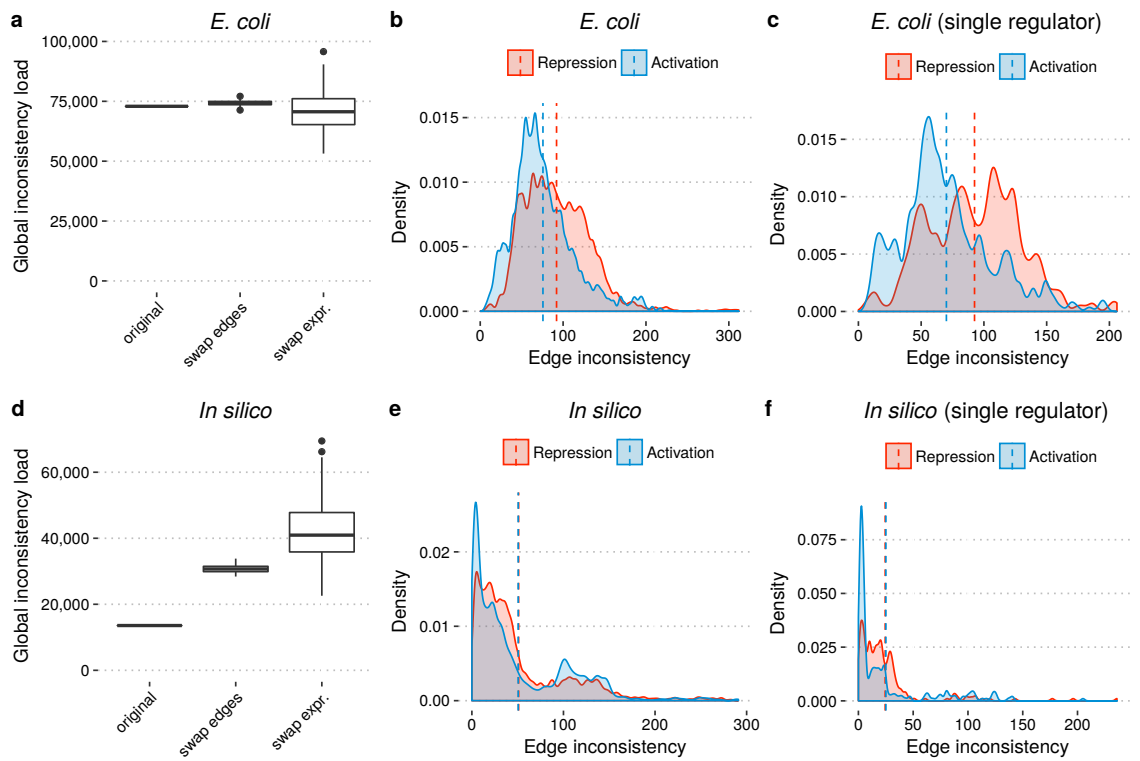 a
E. coli
Global inconsistency load
100,000
75,000
50,000
25,000
0
original
swap edges
swap expr.
b
E. coli
Repression
Activation
Density
0.015
0.010
0.005
0.000
0
100
200
300
Edge inconsistency
c
E. coli (single regulator)
Repression
Activation
Density
0.015
0.010
0.005
0.000
0
50
100
150
200
Edge inconsistency
d
In silico
Global inconsistency load
60,000
40,000
20,000
0
original
swap edges
swap expr.
e
In silico
Repression
Activation
Density
0.02
0.01
0.00
0
100
200
300
Edge inconsistency
f
In silico (single regulator)
Repression
Activation
Density
0.075
0.050
0.025
0.000
0
50
100
150
200
Edge inconsistency